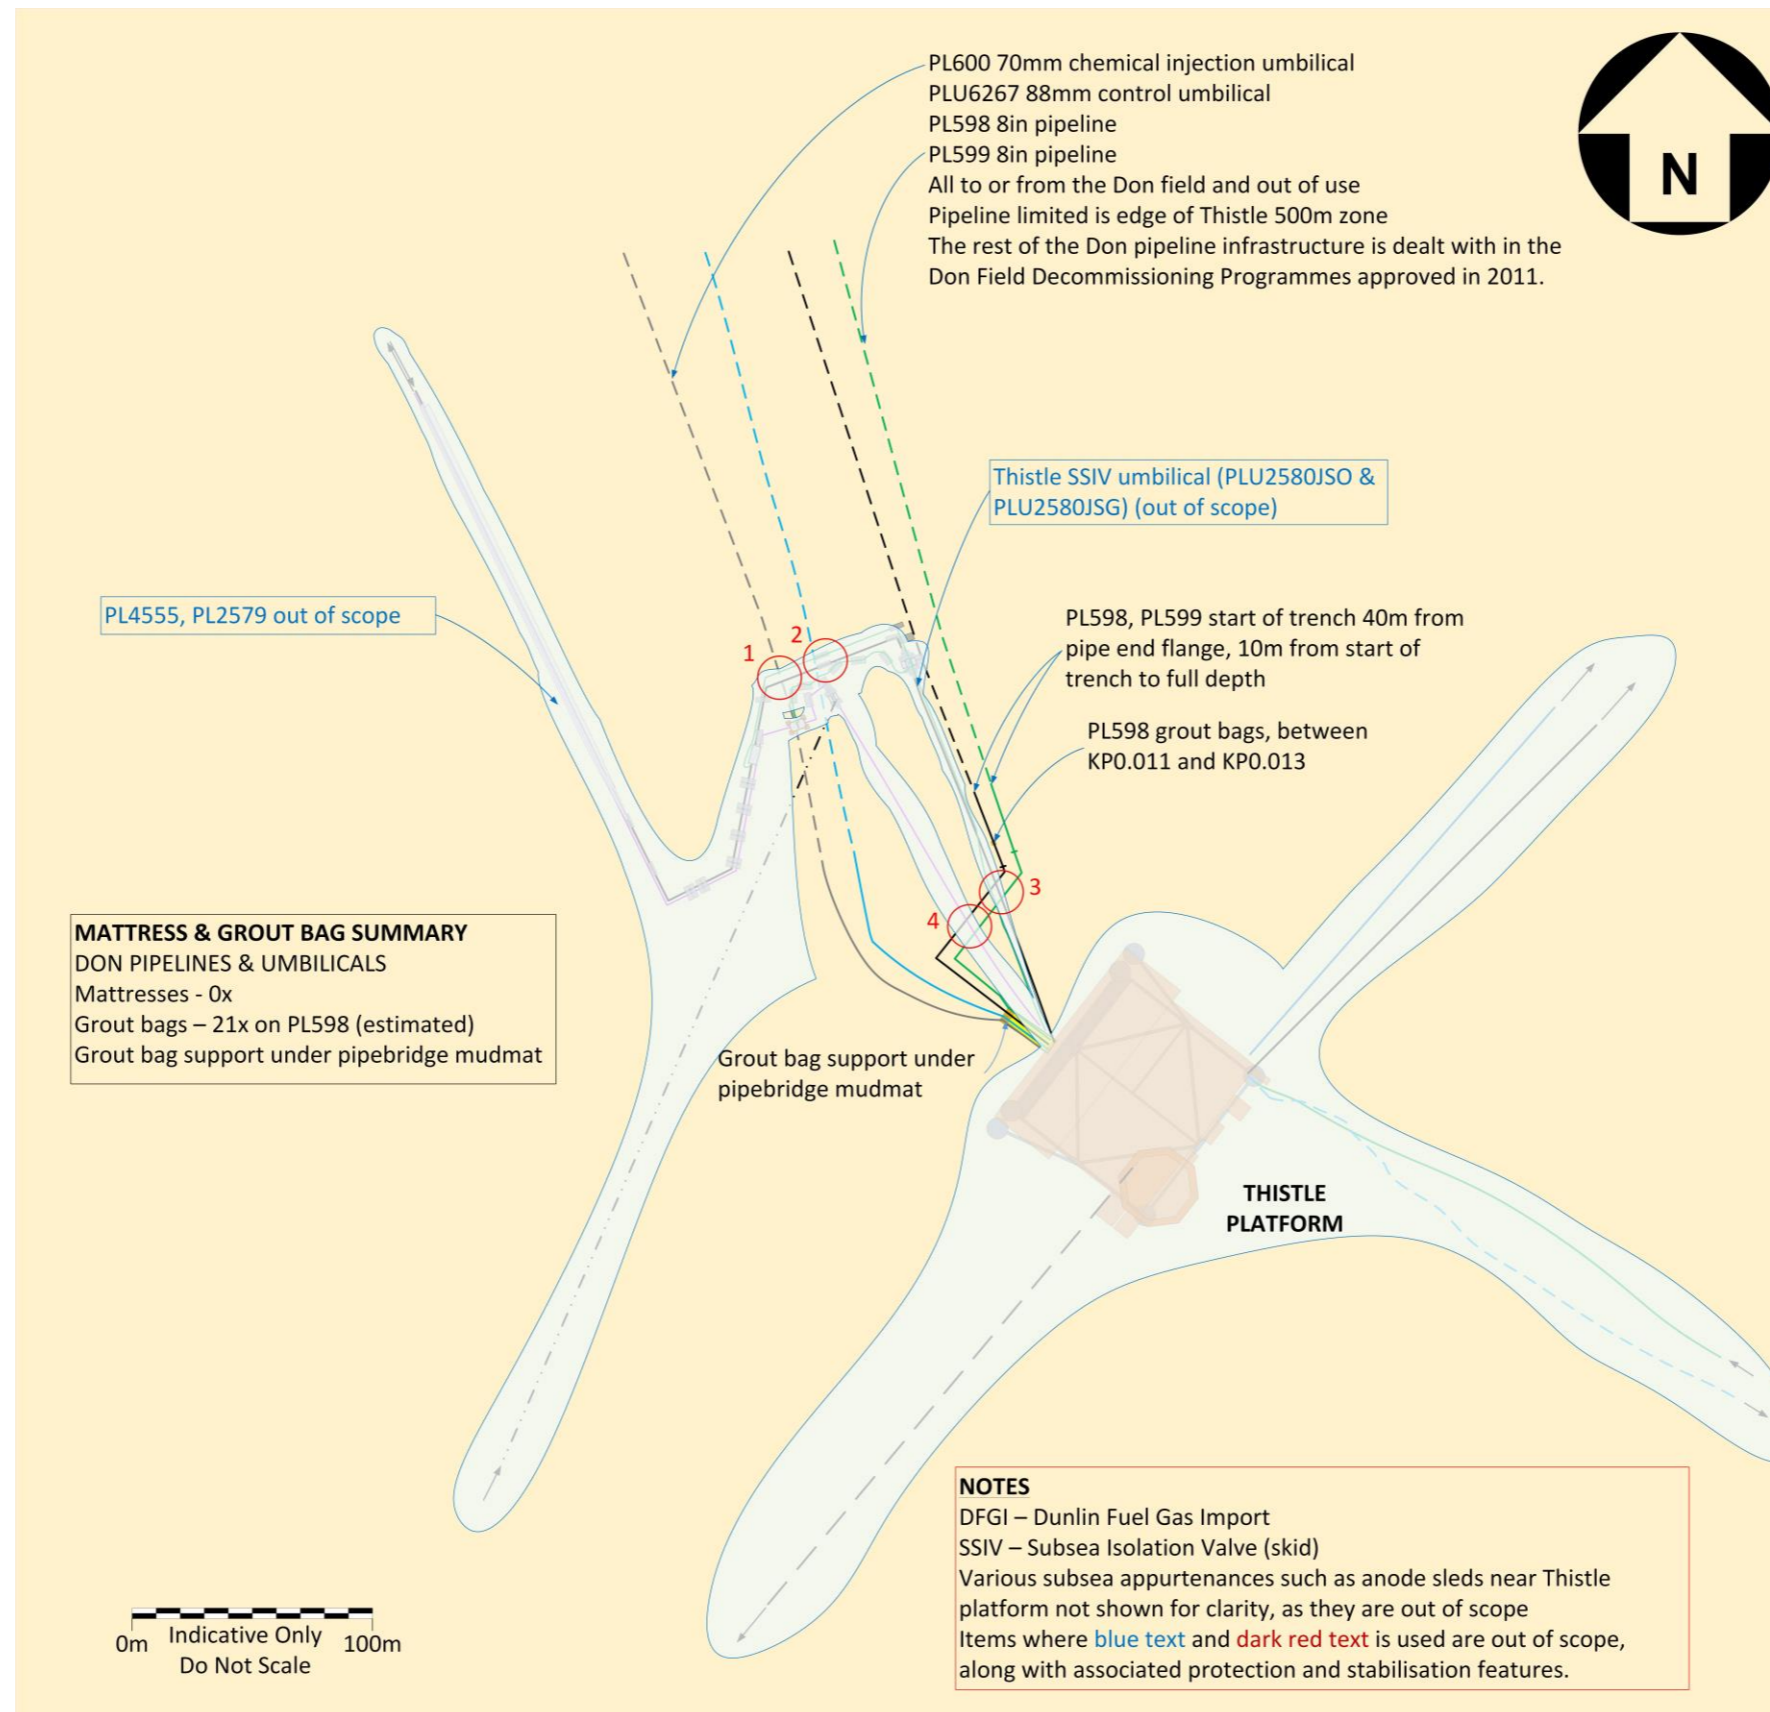 PL600 70mm chemical injection umbilical
PLU6267 88mm control umbilical
PL598 8in pipeline
PL599 8in pipeline
All to or from the Don field and out of use
Pipeline limited is edge of Thistle 500m zone
The rest of the Don pipeline infrastructure is dealt with in the
Don Field Decommissioning Programmes approved in 2011.
N
Thistle SSIV umbilical (PLU2580JSO &
PLU2580JSG) (out of scope)
PL4555, PL2579 out of scope
PL598, PL599 start of trench 40m from
pipe end flange, 10m from start of
trench to full depth
1
2
PL598 grout bags, between
KP0.011 and KP0.013
3
4
MATTRESS & GROUT BAG SUMMARY
DON PIPELINES & UMBILICALS
Mattresses - 0x
Grout bags – 21x on PL598 (estimated)
Grout bag support under pipebridge mudmat
Grout bag support under
pipebridge mudmat
THISTLE
PLATFORM
NOTES
DFGI – Dunlin Fuel Gas Import
SSIV – Subsea Isolation Valve (skid)
Various subsea appurtenances such as anode sleds near Thistle
platform not shown for clarity, as they are out of scope
Items where blue text and dark red text is used are out of scope,
along with associated protection and stabilisation features.
0m Indicative Only 100m
Do Not Scale